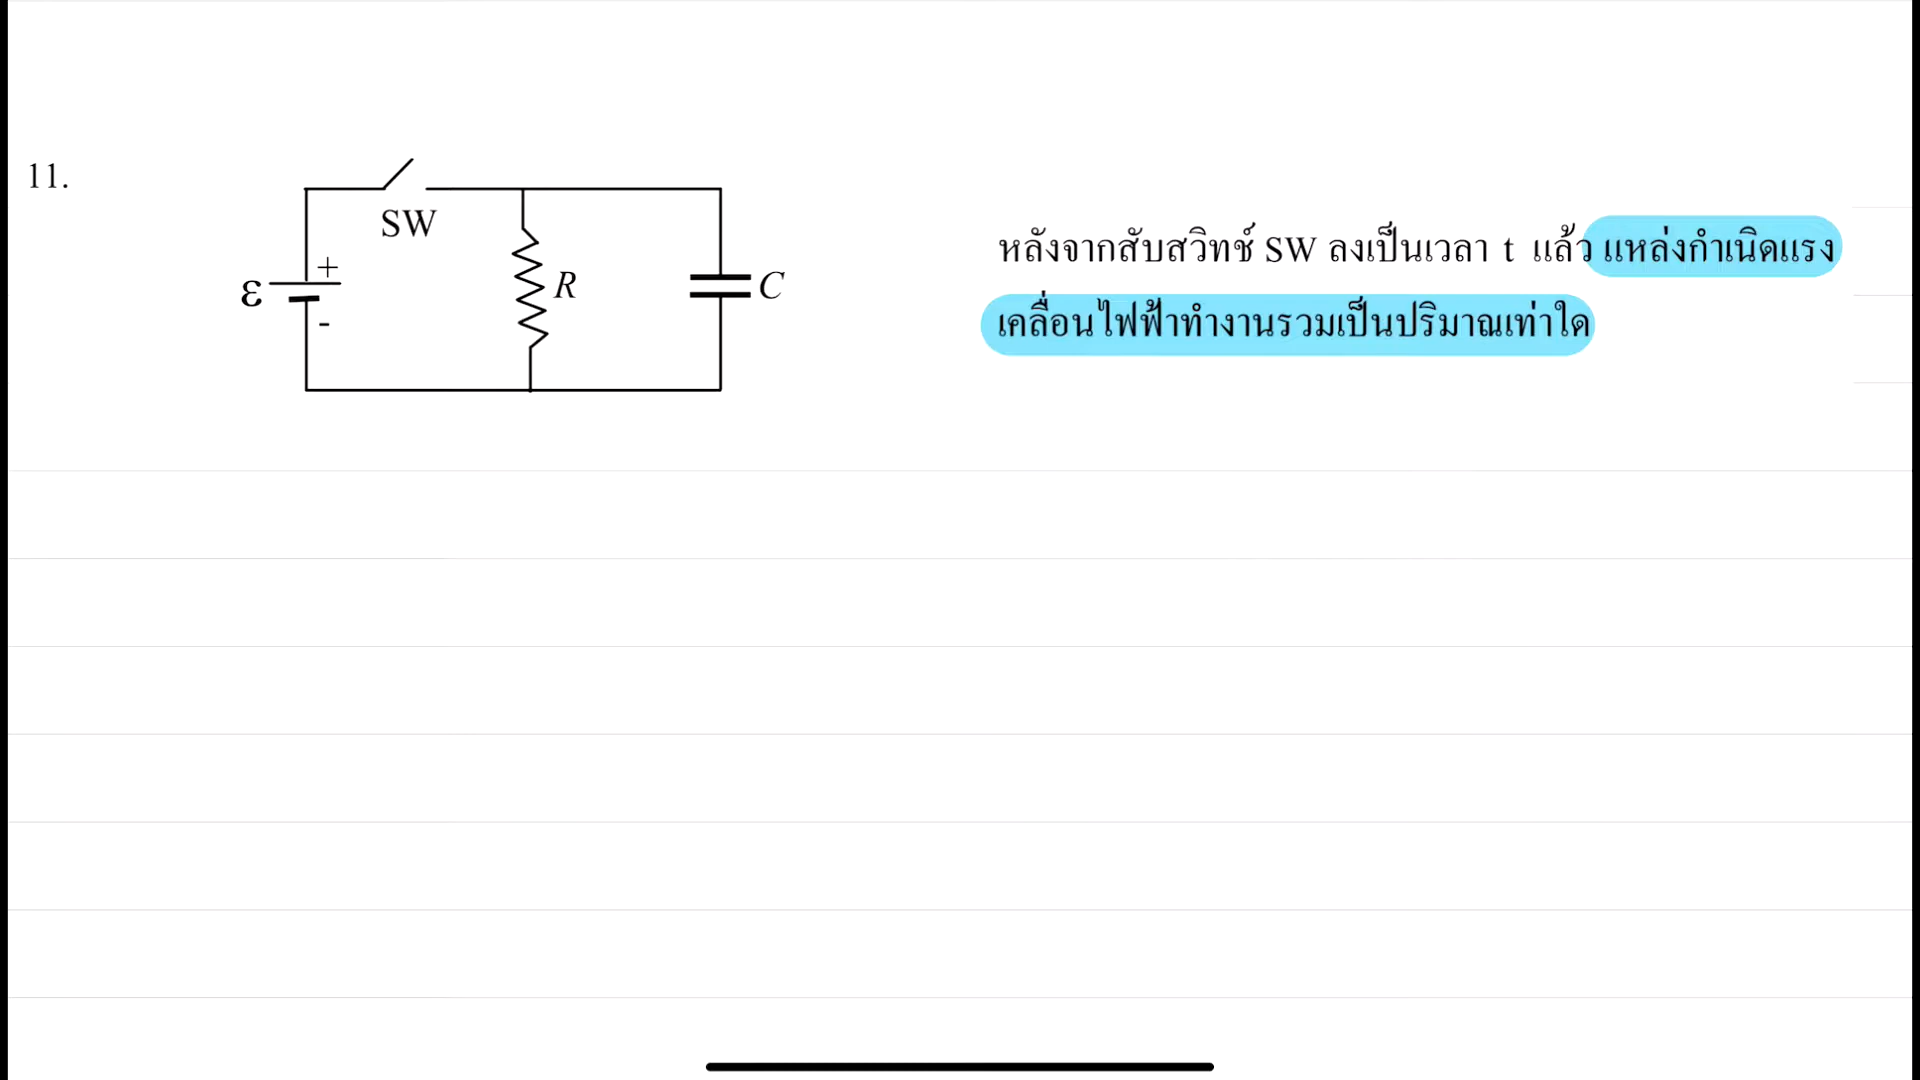 11.
SW
+
ε
R
C
-
หลังจากสับสวิทช์ SW ลงเป็นเวลา t แล้ว แหล่งกำเนิดแรง
เคลื่อนไฟฟ้าทำงานรวมเป็นปริมาณเท่าใด